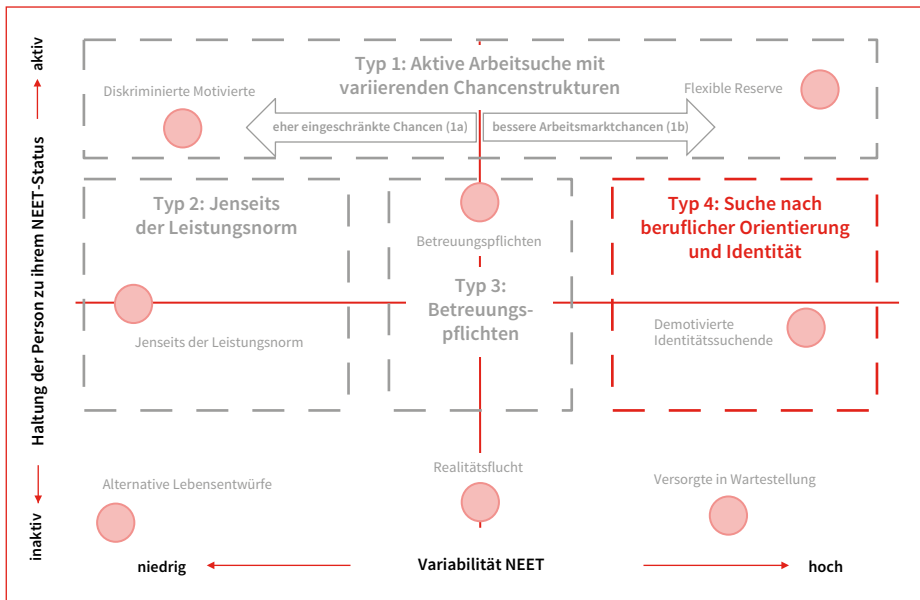 aktiv
Haltung der Person zu ihrem NEET-Status
inaktiv
Typ 1: Aktive Arbeitsuche mit
variierenden Chancenstrukturen
Diskriminierte Motivierte
Flexible Reserve
eher eingeschränkte Chancen (1a)
bessere Arbeitsmarktchancen (1b)
Typ 2: Jenseits
der Leistungsnorm
Jenseits der Leistungsnorm
Betreuungspflichten
Typ 3:
Betreuungs-
pflichten
Typ 4: Suche nach
beruflicher Orientierung
und Identität
Demotivierte
Identitätssuchende
Alternative Lebensentwürfe
Realitätsflucht
Versorgte in Wartestellung
niedrig
Variabilität NEET
hoch